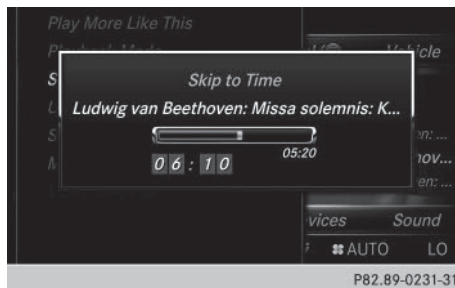 Play More Like This
Vehicle
Skip to Time
Ludwig van Beethoven: Missa solemnis: K...
05:20
06:10
Sound
AUTO LO
P82.89-0231-31